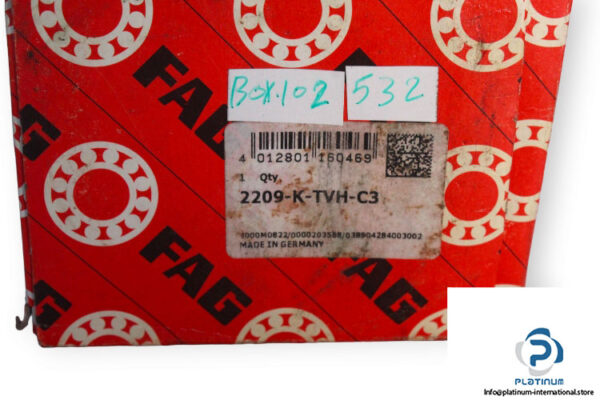 Box.102
532
FAG
FAG
FAG
4 012801 160469
1 Qty
2209-K-TVH-C3
MADE IN GERMANY
PLATINUM
Info@platinum-international.store